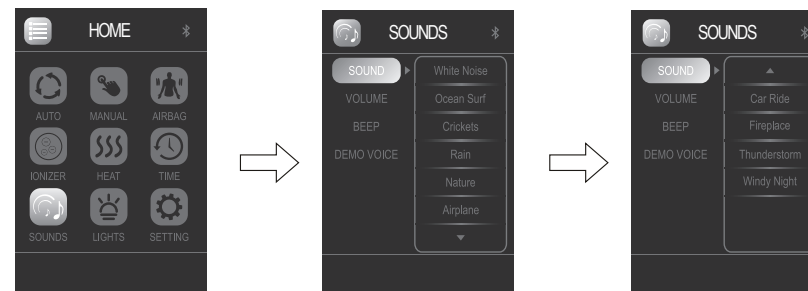 HOME
AUTO MANUAL AIRBAG
IONIZER HEAT TIME
SOUNDS LIGHTS SETTING
SOUNDS
SOUND
VOLUME
BEEP
DEMO VOICE
White Noise
Ocean Surf
Crickets
Rain
Nature
Airplane
SOUNDS
SOUND
VOLUME
BEEP
DEMO VOICE
Car Ride
Fireplace
Thunderstorm
Windy Night